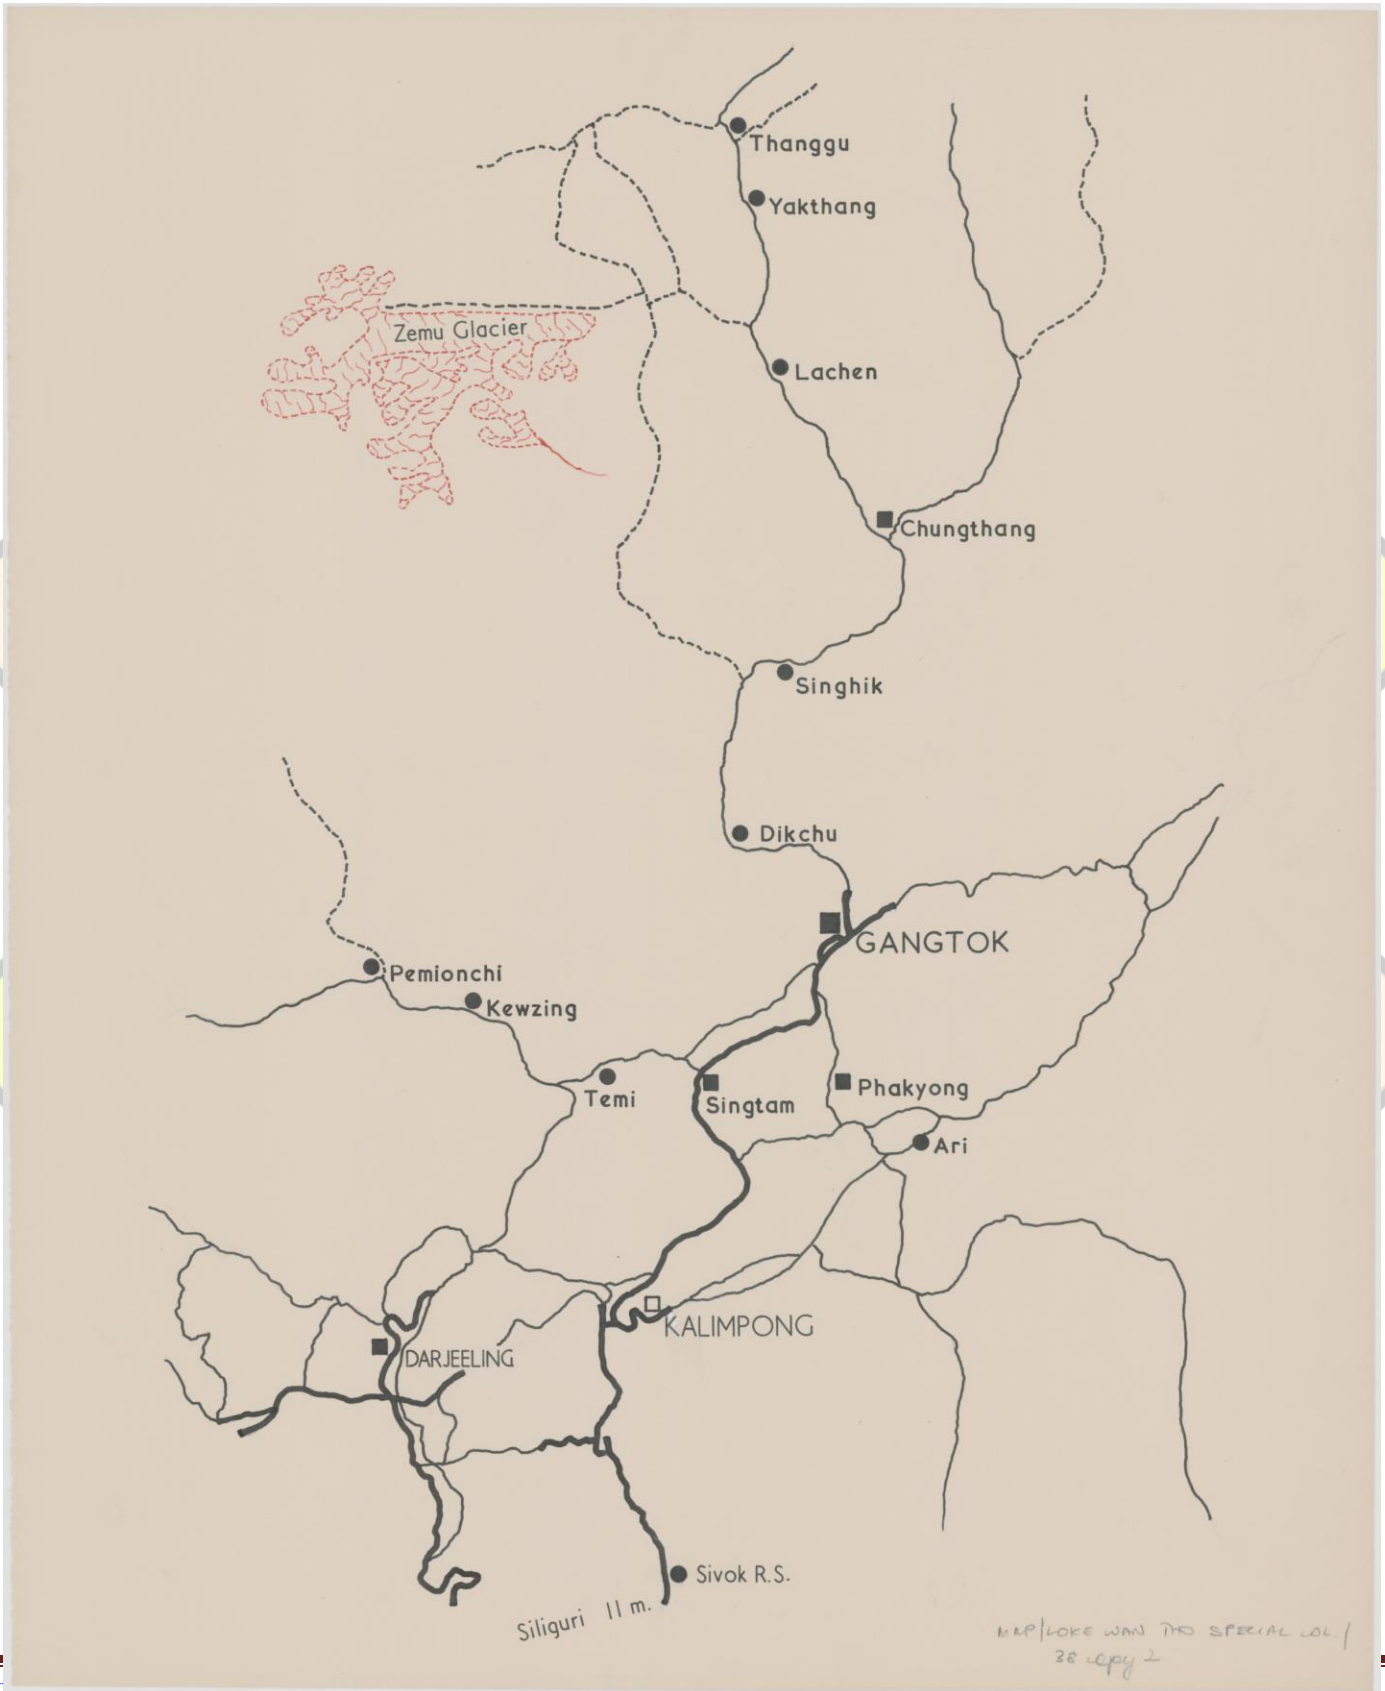 Thanggu
Yakthang
Zemu Glacier
Lachen
Chungthang
Singhik
Dikchu
GANGTOK
Pemionchi
Kewzing
Temi
Singtam
Phakyong
Ari
KALIMPONG
DARJEELING
Sivok R.S.
Siliguri 11 m.
MAP/LOKE WAN THO SPECIAL COL./
38 copy 2